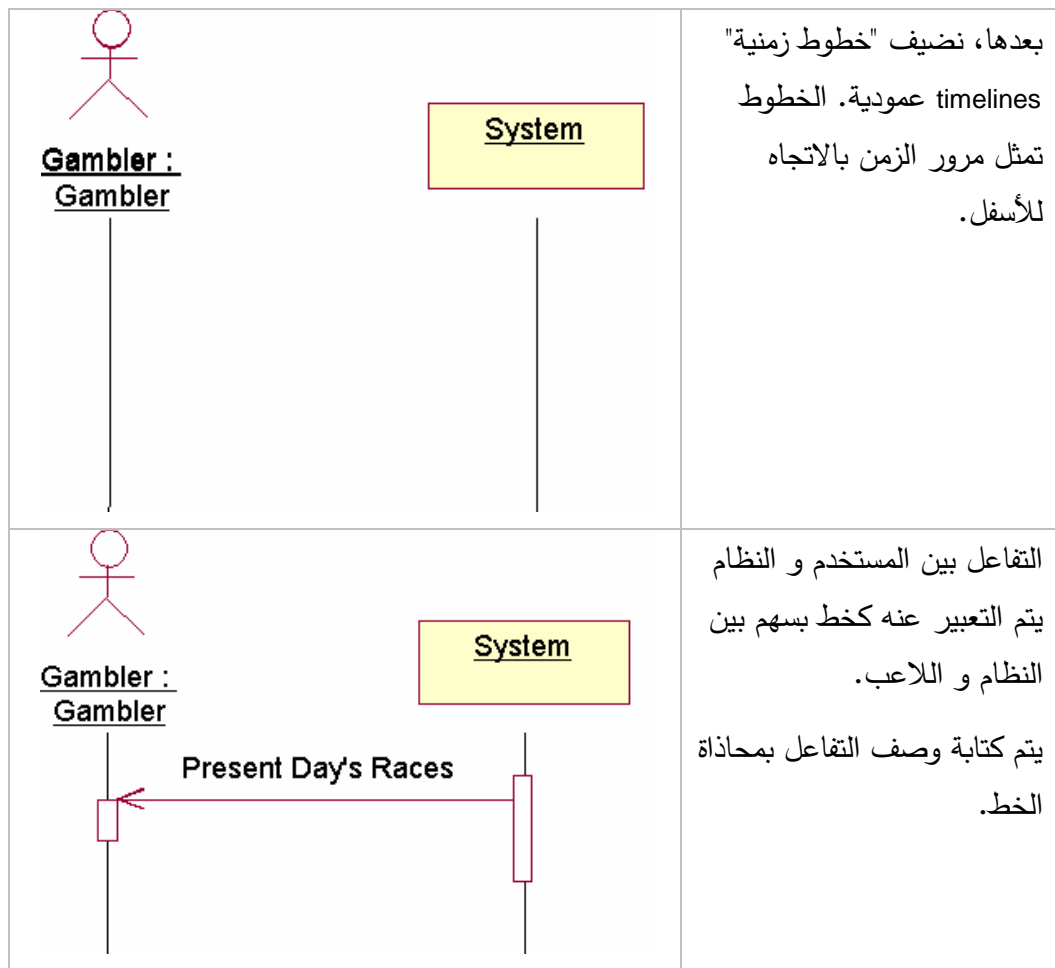 بعدها، نضيف "خطوط زمنية"
timelines عمودية. الخطوط
تمثل مرور الزمن بالاتجاه
للأسفل.
Gambler :
Gambler
System
التفاعل بين المستخدم و النظام
يتم التعبير عنه كخط بسهم بين
النظام و اللاعب.
يتم كتابة وصف التفاعل بمحاذاة
الخط.
Gambler :
Gambler
System
Present Day's Races